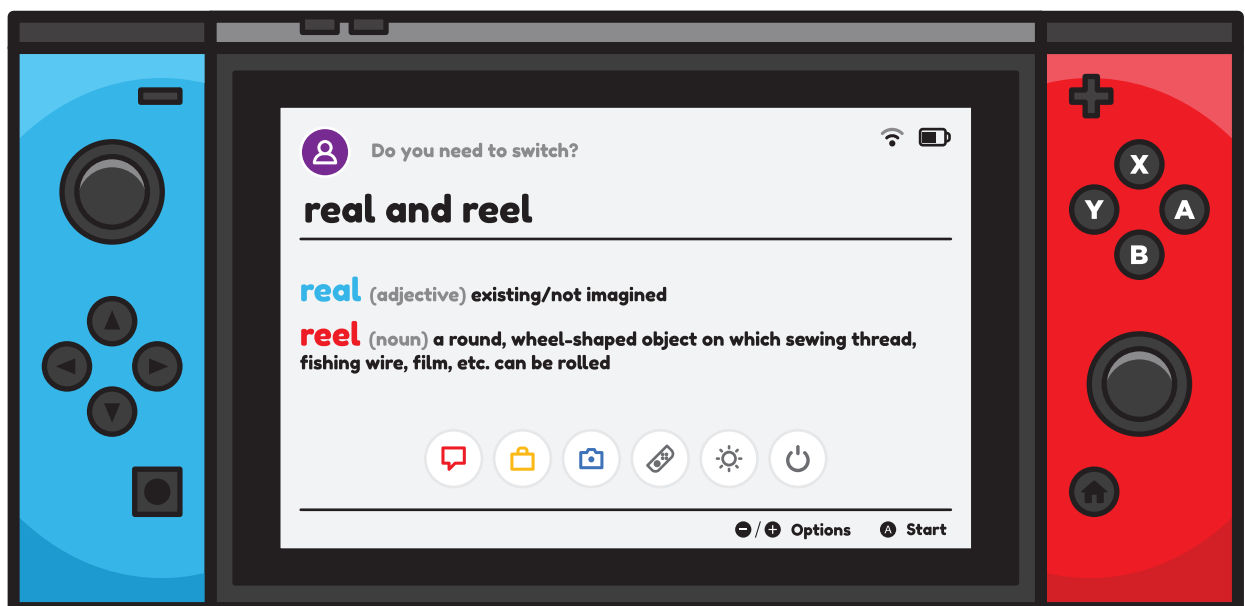 Do you need to switch?
real and reel
real (adjective) existing/not imagined
reel (noun) a round, wheel-shaped object on which sewing thread,
fishing wire, film, etc. can be rolled
X
Y A
B
−/+ Options A Start